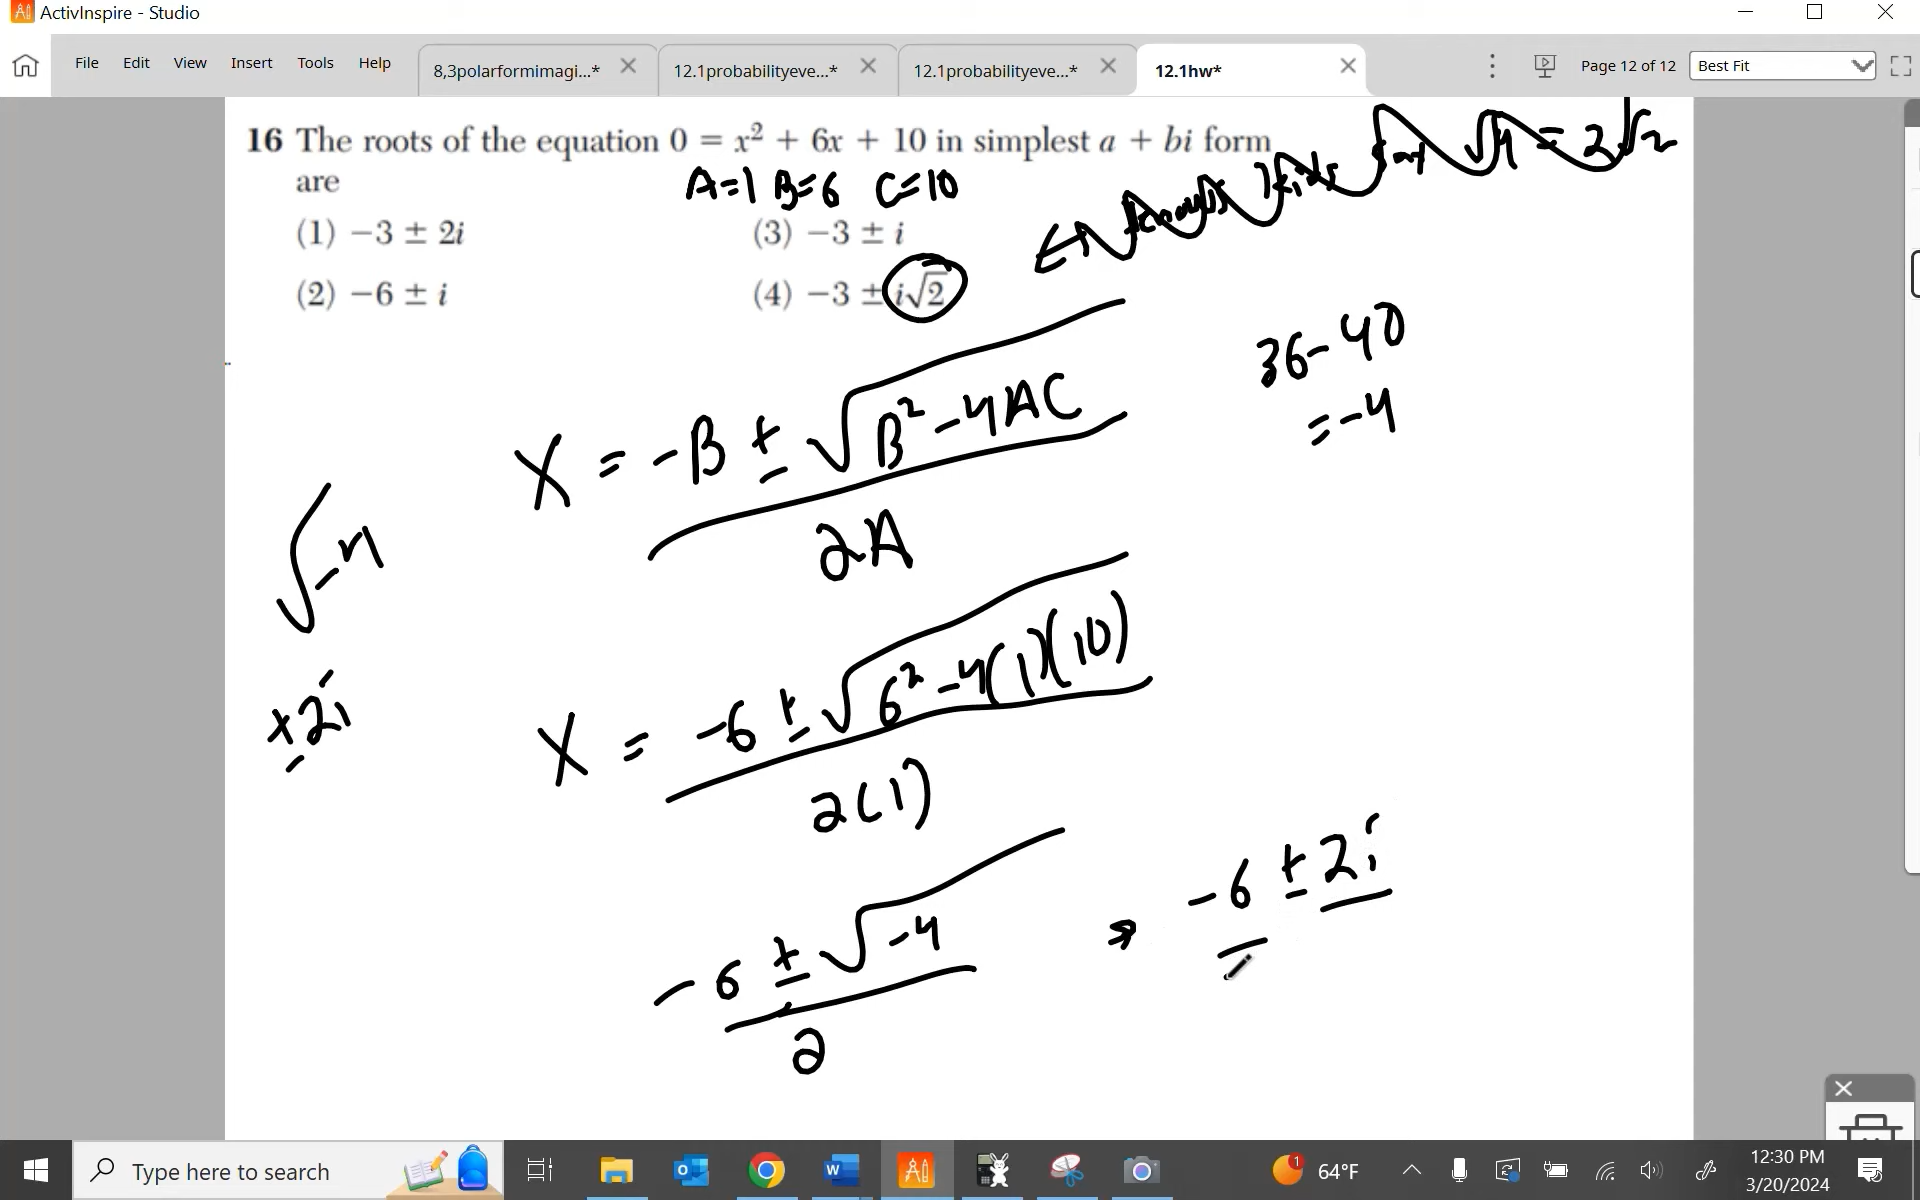 ActivInspire - Studio
File Edit View Insert Tools Help
8,3polarformimagi...*
12.1probabilityeve...*
12.1probabilityeve...*
12.1hw*
Page 12 of 12
Best Fit
16 The roots of the equation 0 = x² + 6x + 10 in simplest a + bi form
are
A=1 B=6 C=10
(1) −3 ± 2i
(3) −3 ± i
(2) −6 ± i
(4) −3 ± i√2
36-40
=-4
X = -B ± √B²-4AC
2A
√-4
±2i
X = -6 ± √6²-4(1)(10)
2(1)
-6 ± √-4
2
-6 ± 2i
Type here to search
64°F
12:30 PM
3/20/2024